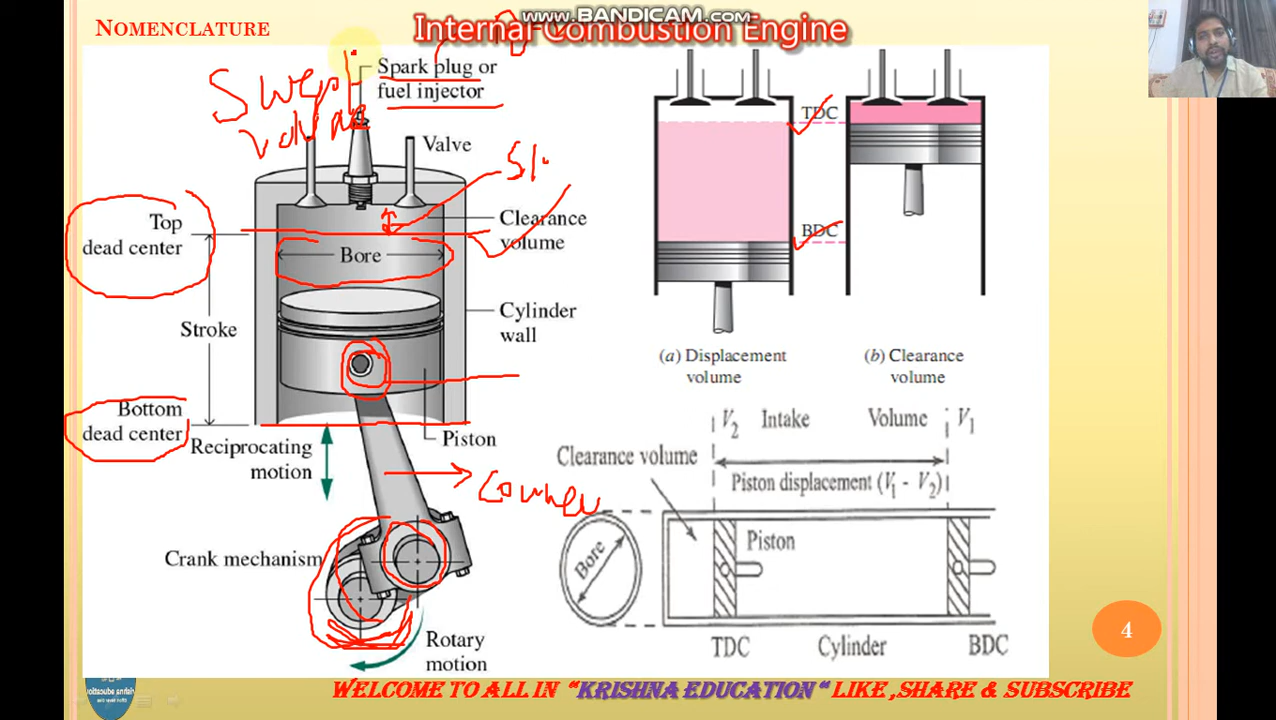 NOMENCLATURE
www.BANDICAM.com
Internal Combustion Engine
Spark plug or
fuel injector
Swept
volume
Valve
Top
dead center
Clearance
volume
Bore
Stroke
Cylinder
wall
Bottom
dead center
Reciprocating
motion
Piston
Crank mechanism
Rotary
motion
TDC
BDC
(a) Displacement
volume
(b) Clearance
volume
V2 Intake Volume V1
Clearance volume
Piston displacement (V1 - V2)
Bore
Piston
TDC Cylinder BDC
4
WELCOME TO ALL IN "KRISHNA EDUCATION" LIKE ,SHARE & SUBSCRIBE